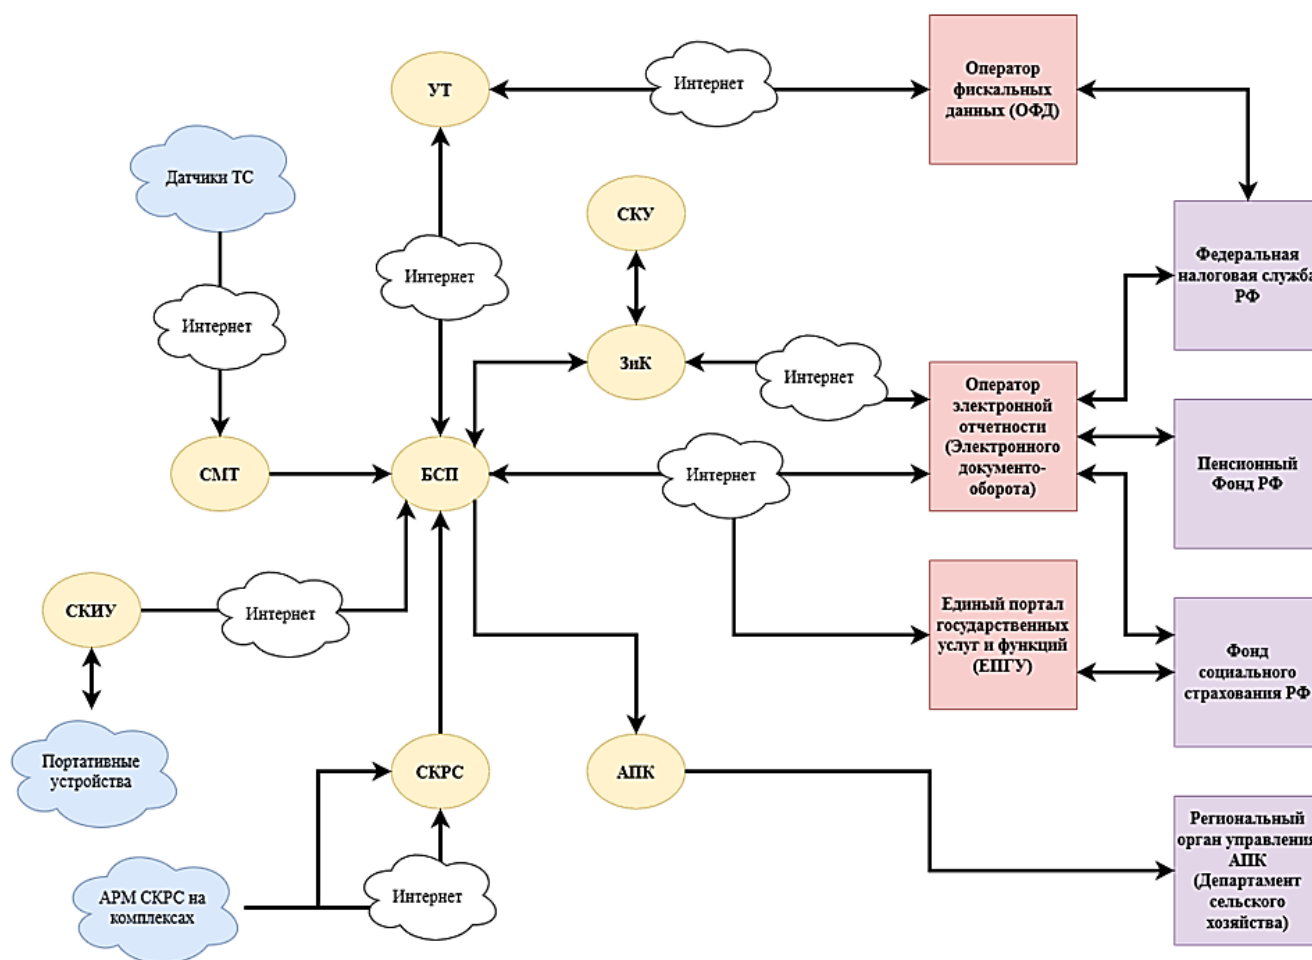 УТ
Интернет
Оператор
фискальных
данных (ОФД)
Датчики ТС
СКУ
Федеральная
налоговая служба
РФ
Интернет
Интернет
ЗиК
Интернет
Оператор
электронной
отчетности
(Электронного
документо-
оборота)
СМТ
БСП
Интернет
Пенсионный
Фонд РФ
СКИУ
Интернет
Единый портал
государственных
услуг и функций
(ЕПГУ)
Фонд
социального
страхования РФ
Портативные
устройства
СКРС
АПК
Региональный
орган управления
АПК
(Департамент
сельского
хозяйства)
АРМ СКРС на
комплексах
Интернет